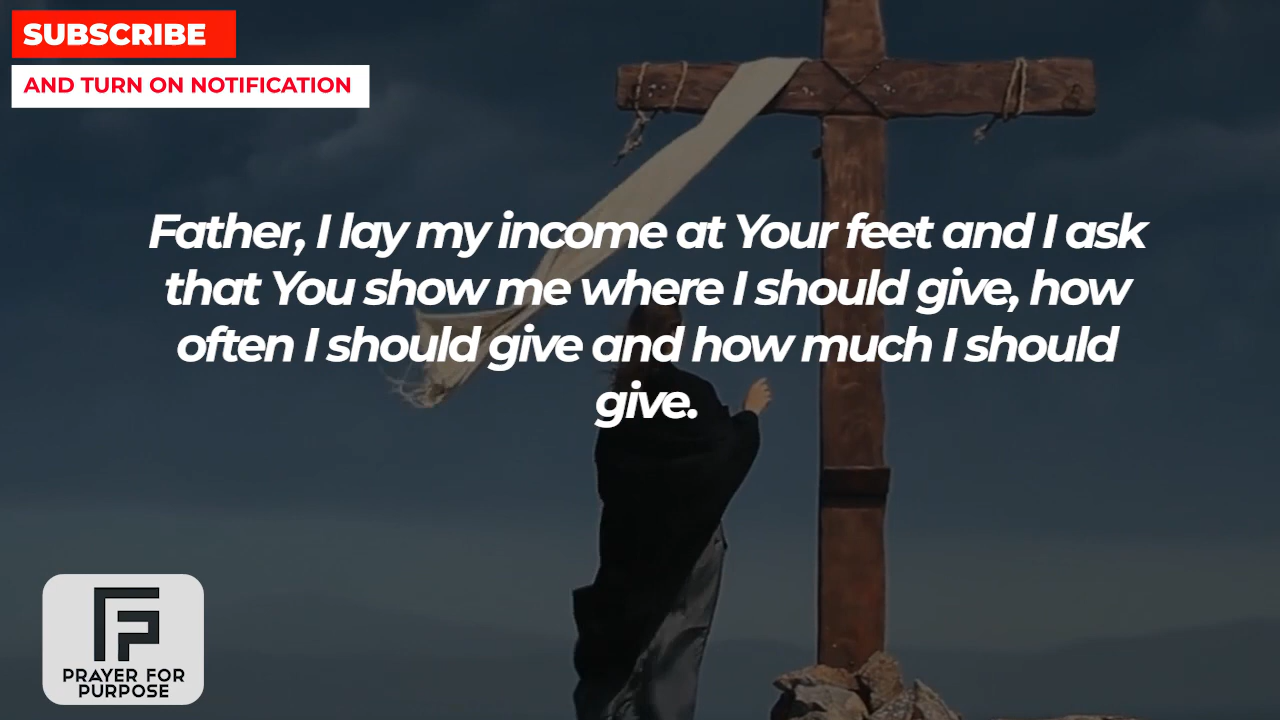 SUBSCRIBE
AND TURN ON NOTIFICATION
Father, I lay my income at Your feet and I ask
that You show me where I should give, how
often I should give and how much I should
give.
PRAYER FOR
PURPOSE